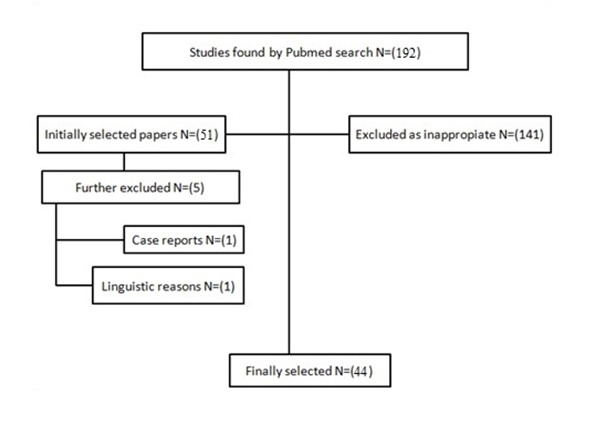 Studies found by Pubmed search N=(192)
Initially selected papers N=(51)
Excluded as inappropiate N=(141)
Further excluded N=(5)
Case reports N=(1)
Linguistic reasons N=(1)
Finally selected N=(44)